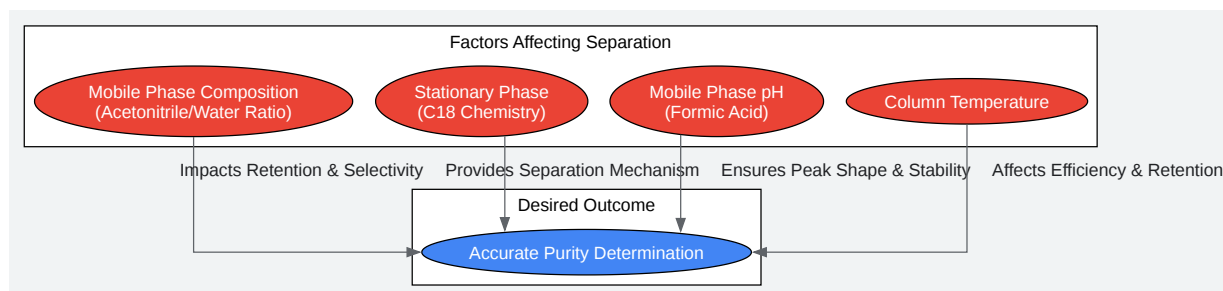 Factors Affecting Separation
Mobile Phase Composition
(Acetonitrile/Water Ratio)
Stationary Phase
(C18 Chemistry)
Mobile Phase pH
(Formic Acid)
Column Temperature
Impacts Retention & Selectivity
Provides Separation Mechanism
Ensures Peak Shape & Stability
Affects Efficiency & Retention
Desired Outcome
Accurate Purity Determination